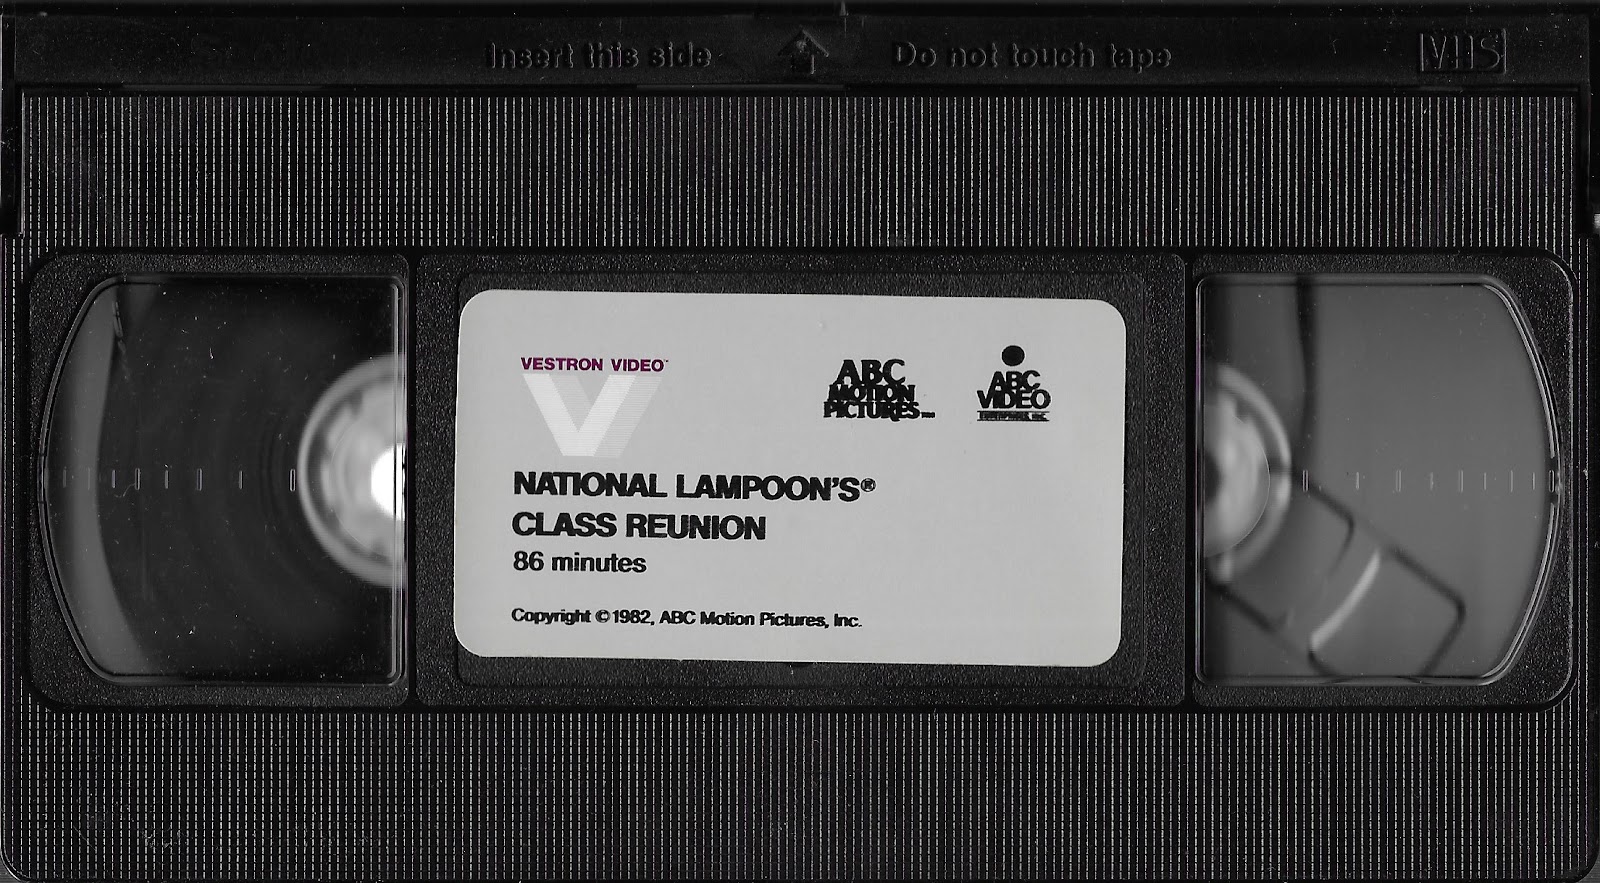 Insert this side Do not touch tape VHS
VESTRON VIDEO™
V
ABC
MOTION
PICTURES
ABC
VIDEO
NATIONAL LAMPOON'S®
CLASS REUNION
86 minutes
Copyright ©1982, ABC Motion Pictures, Inc.